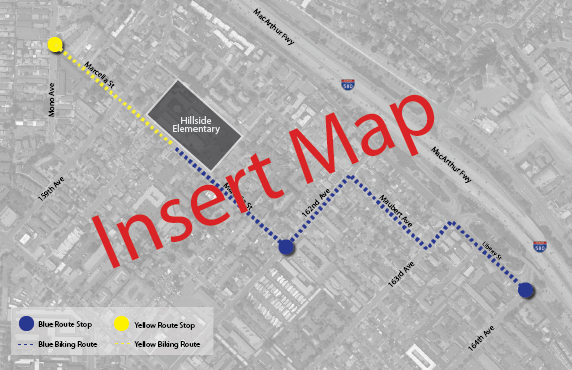 MacArthur Fwy
Marcella St
Mono Ave
580
Hillside
Elementary
Insert Map
MacArthur Fwy
159th Ave
162nd Ave
Maubert Ave
Liberty St
580
163rd Ave
164th Ave
Blue Route Stop
Yellow Route Stop
Blue Biking Route
Yellow Biking Route